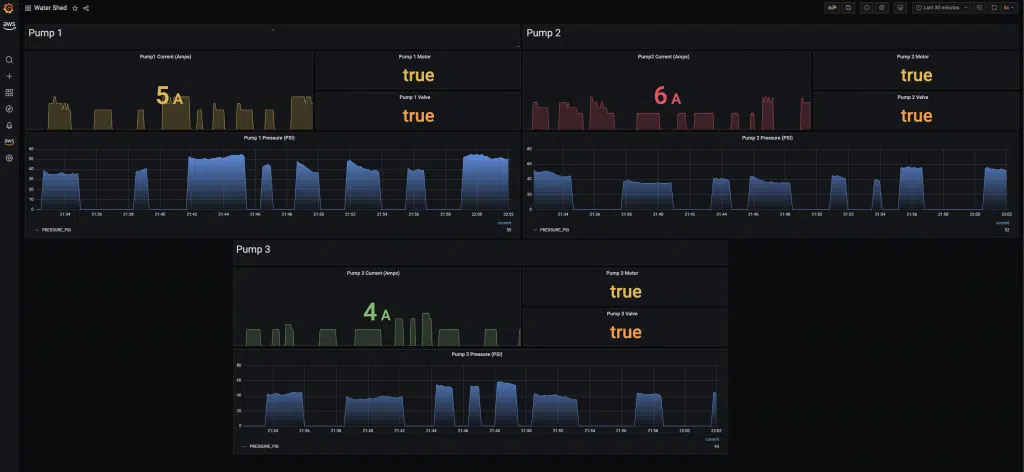 Water Shed
Last 30 minutes
5s
aws
aws
Pump 1
Pump1 Current (Amps)
5 A
Pump 1 Motor
true
Pump 1 Valve
true
Pump 1 Pressure (PSI)
60
50
40
30
20
10
0
21:34 21:36 21:38 21:40 21:42 21:44 21:46 21:48 21:50 21:52 21:54 21:56 21:58 22:00 22:02
current
PRESSURE_PSI
Pump 2
Pump2 Current (Amps)
6 A
Pump 2 Motor
true
Pump 2 Valve
true
Pump 2 Pressure (PSI)
80
60
40
20
0
21:34 21:36 21:38 21:40 21:42 21:44 21:46 21:48 21:50 21:52 21:54 21:56 21:58 22:00 22:02
current
PRESSURE_PSI 52
Pump 3
Pump 3 Current (Amps)
4 A
Pump 3 Motor
true
Pump 3 Valve
true
Pump 3 Pressure (PSI)
80
60
40
20
0
21:34 21:36 21:38 21:40 21:42 21:44 21:46 21:48 21:50 21:52 21:54 21:56 21:58 22:00 22:02
current
PRESSURE_PSI 43